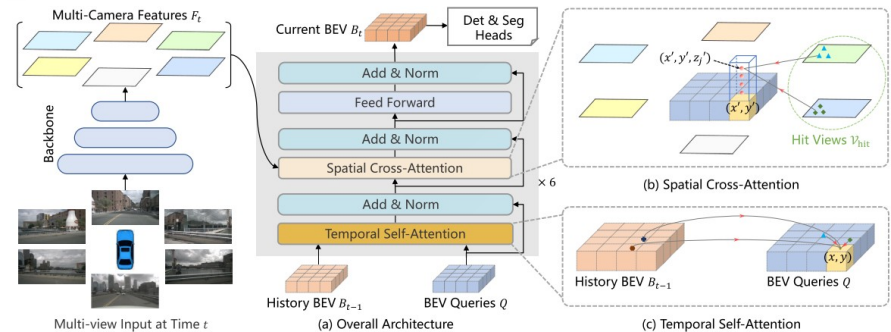 Multi-Camera Features F_t
Backbone
Multi-view Input at Time t
Current BEV B_t
Det & Seg
Heads
Add & Norm
Feed Forward
Add & Norm
Spatial Cross-Attention
× 6
Add & Norm
Temporal Self-Attention
History BEV B_{t−1}
BEV Queries Q
(a) Overall Architecture
(x′, y′, z_j′)
(x′, y′)
Hit Views 𝒱_hit
(b) Spatial Cross-Attention
(x, y)
History BEV B_{t−1}
BEV Queries Q
(c) Temporal Self-Attention